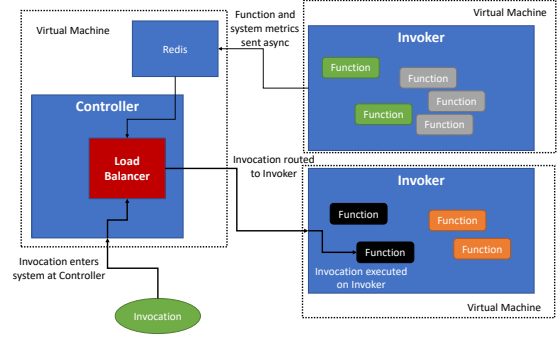 Virtual Machine
Redis
Controller
Load
Balancer
Invocation enters
system at Controller
Invocation
Function and
system metrics
sent async
Invocation routed
to Invoker
Virtual Machine
Invoker
Function
Function
Function
Function
Function
Invoker
Function
Function
Function
Function
Invocation executed
on Invoker
Virtual Machine